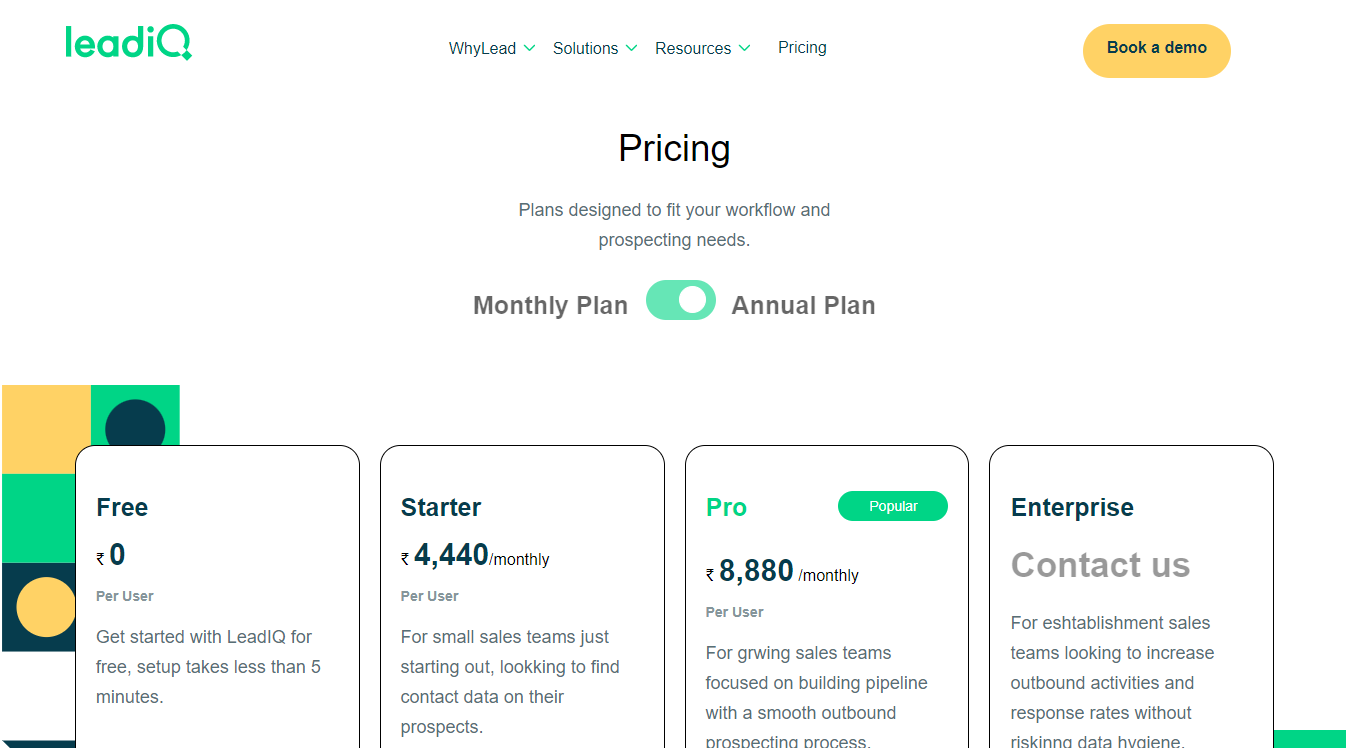 leadiQ
WhyLead Solutions Resources Pricing
Book a demo
Pricing
Plans designed to fit your workflow and
prospecting needs.
Monthly Plan Annual Plan
Free
₹ 0
Per User
Get started with LeadIQ for
free, setup takes less than 5
minutes.
Starter
₹ 4,440/monthly
Per User
For small sales teams just
starting out, lookking to find
contact data on their
prospects.
Pro
Popular
₹ 8,880 /monthly
Per User
For grwing sales teams
focused on building pipeline
with a smooth outbound
prospecting process.
Enterprise
Contact us
For eshtablishment sales
teams looking to increase
outbound activities and
response rates without
riskinng data hygiene.